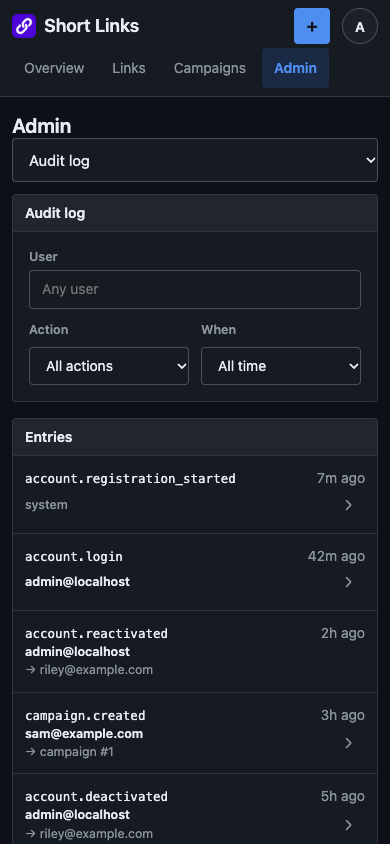 Short Links
+
A
Overview Links Campaigns Admin
Admin
Audit log
Audit log
User
Any user
Action When
All actions All time
Entries
account.registration_started 7m ago
system
account.login 42m ago
admin@localhost
account.reactivated 2h ago
admin@localhost
→ riley@example.com
campaign.created 3h ago
sam@example.com
→ campaign #1
account.deactivated 5h ago
admin@localhost
→ riley@example.com